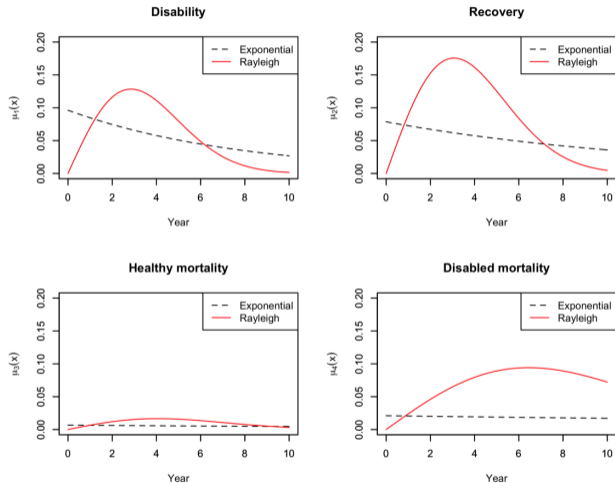 Disability
0.20
0.15
0.10
0.05
0.00
μ₁(x)
Exponential
Rayleigh
0 2 4 6 8 10
Year
Recovery
0.20
0.15
0.10
0.05
0.00
μ₂(x)
Exponential
Rayleigh
0 2 4 6 8 10
Year
Healthy mortality
0.20
0.15
0.10
0.05
0.00
μ₃(x)
Exponential
Rayleigh
0 2 4 6 8 10
Year
Disabled mortality
0.20
0.15
0.10
0.05
0.00
μ₄(x)
Exponential
Rayleigh
0 2 4 6 8 10
Year